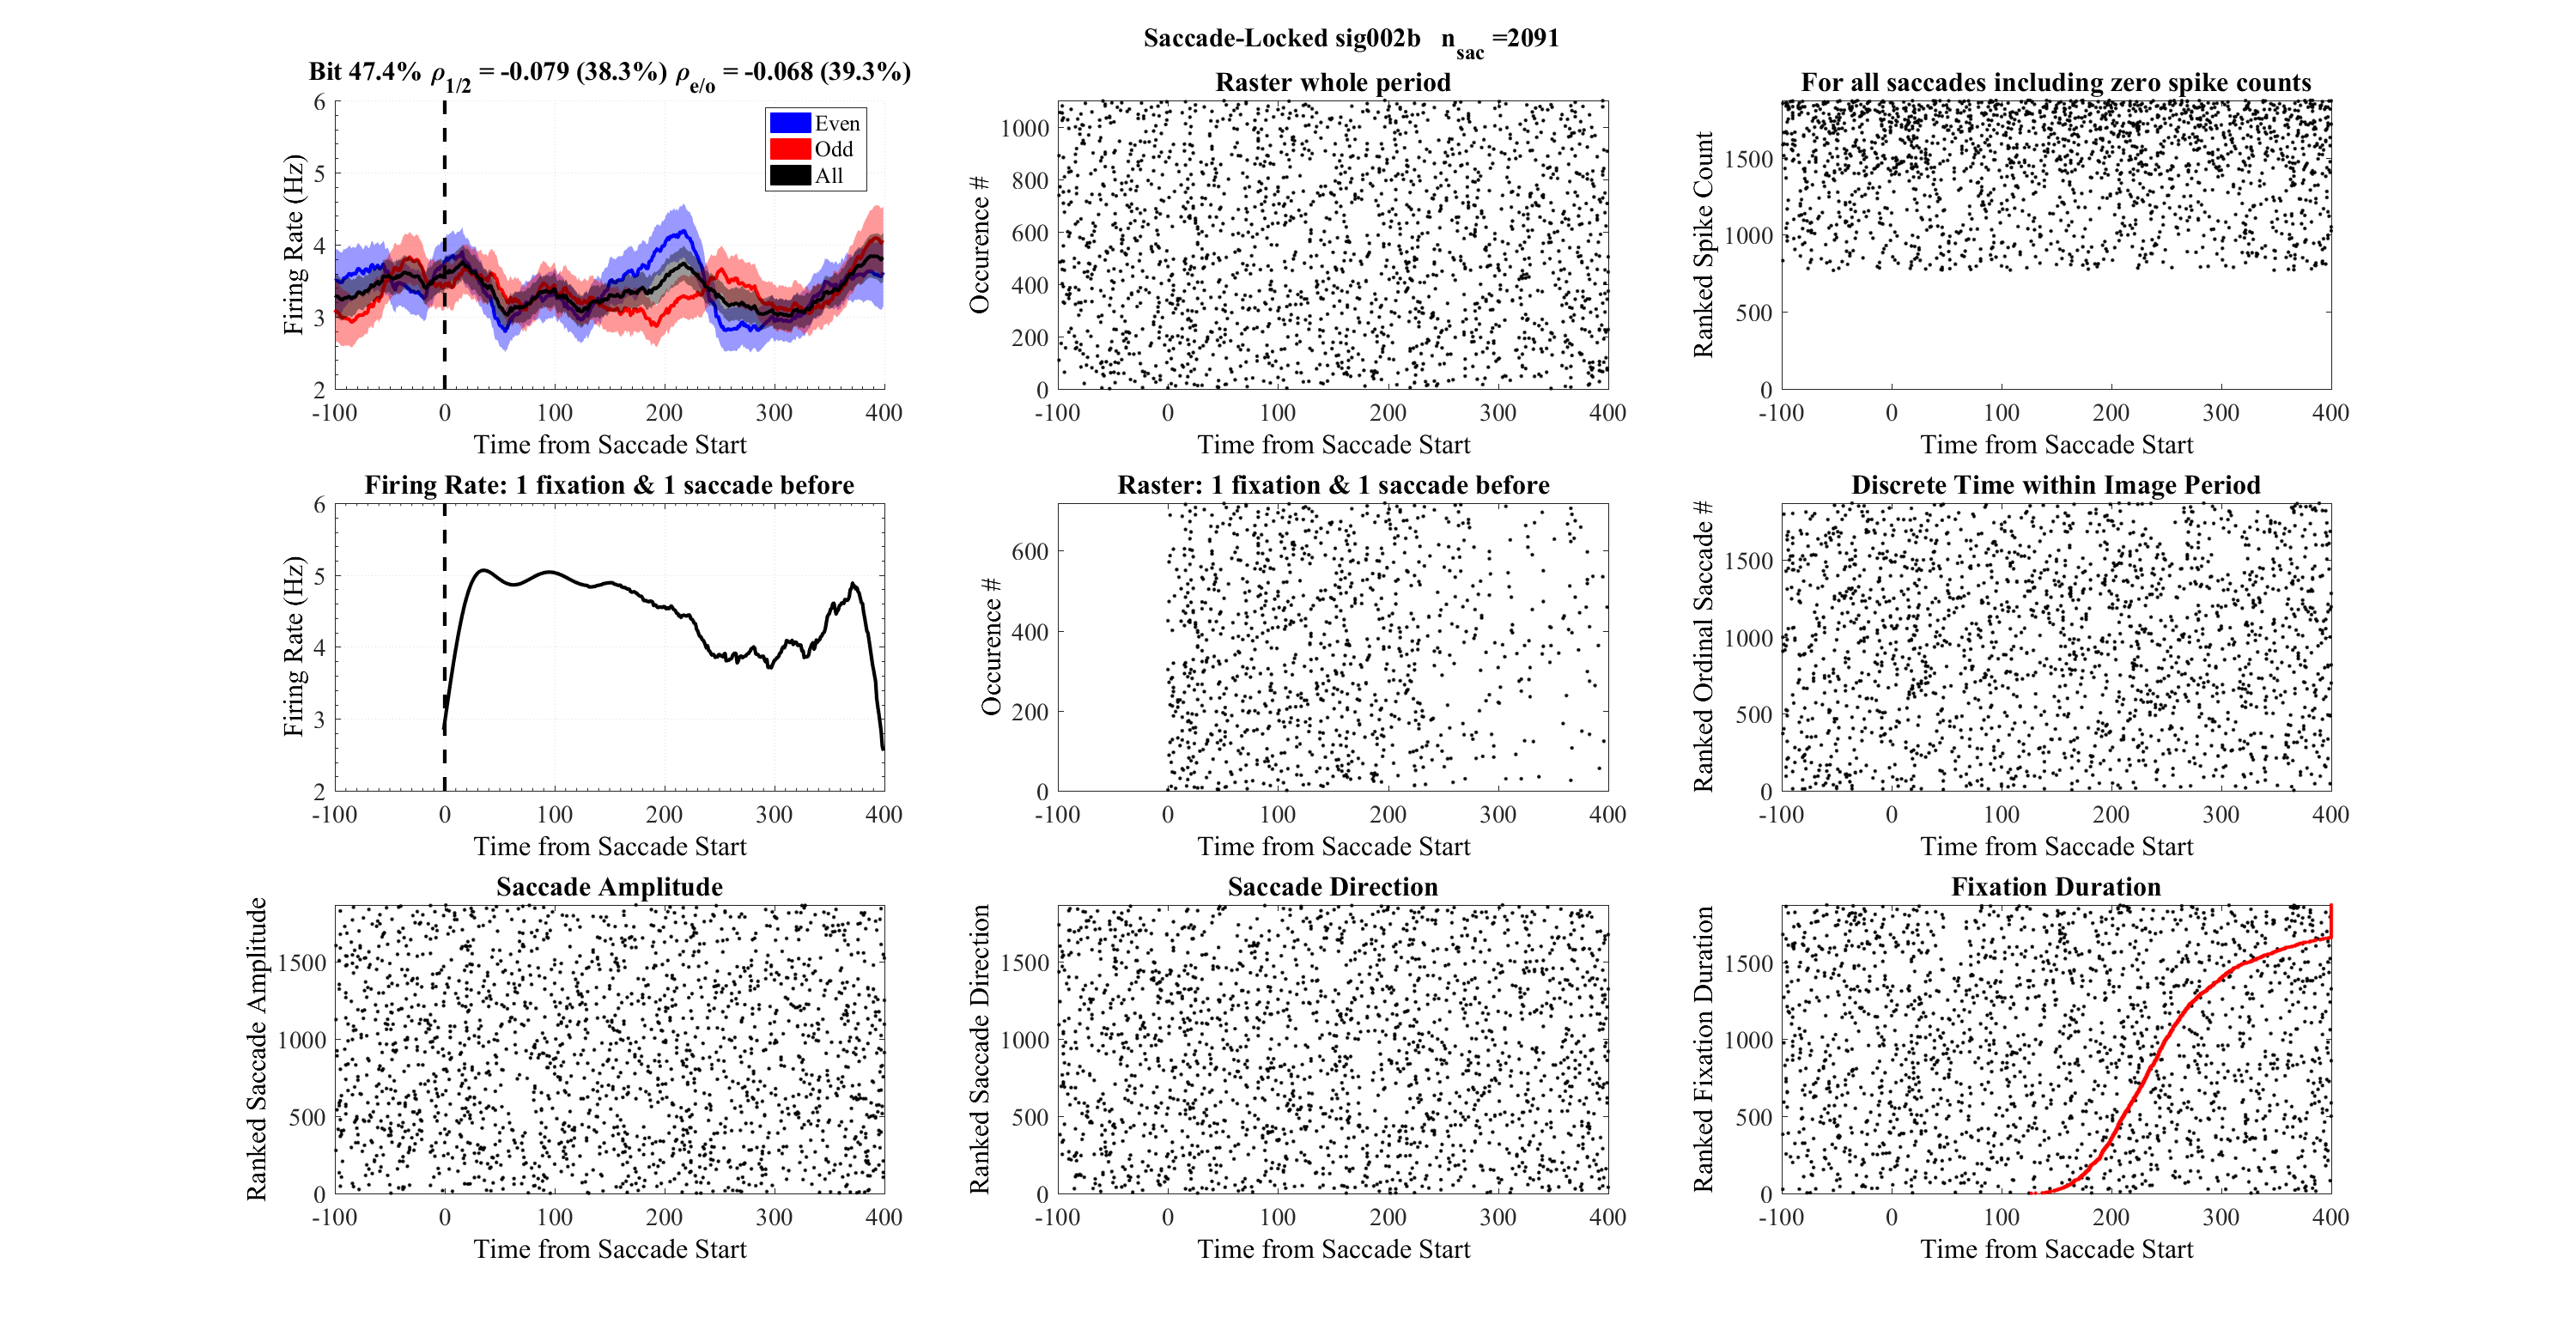 Saccade-Locked sig002b n_sac =2091
Bit 47.4% ρ_1/2 = -0.079 (38.3%) ρ_e/o = -0.068 (39.3%)
Firing Rate (Hz)
6
5
4
3
2
Even
Odd
All
-100 0 100 200 300 400
Time from Saccade Start
Raster whole period
Occurence #
1000
800
600
400
200
0
-100 0 100 200 300 400
Time from Saccade Start
For all saccades including zero spike counts
Ranked Spike Count
1500
1000
500
0
-100 0 100 200 300 400
Time from Saccade Start
Firing Rate: 1 fixation & 1 saccade before
Firing Rate (Hz)
6
5
4
3
2
-100 0 100 200 300 400
Time from Saccade Start
Raster: 1 fixation & 1 saccade before
Occurence #
600
400
200
0
-100 0 100 200 300 400
Time from Saccade Start
Discrete Time within Image Period
Ranked Ordinal Saccade #
1500
1000
500
0
-100 0 100 200 300 400
Time from Saccade Start
Saccade Amplitude
Ranked Saccade Amplitude
1500
1000
500
0
-100 0 100 200 300 400
Time from Saccade Start
Saccade Direction
Ranked Saccade Direction
1500
1000
500
0
-100 0 100 200 300 400
Time from Saccade Start
Fixation Duration
Ranked Fixation Duration
1500
1000
500
0
-100 0 100 200 300 400
Time from Saccade Start